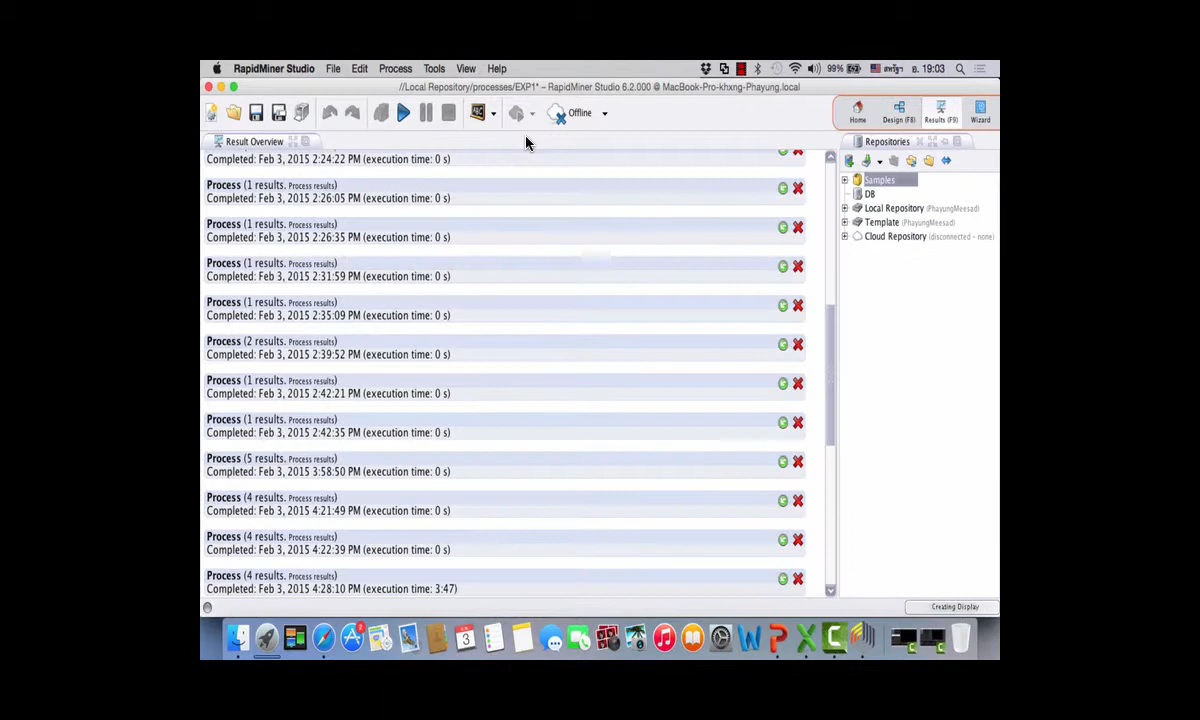 RapidMiner Studio File Edit Process Tools View Help 99% สหรัฐฯ อ. 19:03
//Local Repository/processes/EXP1* – RapidMiner Studio 6.2.000 @ MacBook-Pro-khxng-Phayung.local
Offline
Home Design (F8) Results (F9) Wizard
Result Overview
Repositories
Completed: Feb 3, 2015 2:24:22 PM (execution time: 0 s)
Process (1 results. Process results)
Completed: Feb 3, 2015 2:26:05 PM (execution time: 0 s)
Process (1 results. Process results)
Completed: Feb 3, 2015 2:26:35 PM (execution time: 0 s)
Process (1 results. Process results)
Completed: Feb 3, 2015 2:31:59 PM (execution time: 0 s)
Process (1 results. Process results)
Completed: Feb 3, 2015 2:35:09 PM (execution time: 0 s)
Process (2 results. Process results)
Completed: Feb 3, 2015 2:39:52 PM (execution time: 0 s)
Process (1 results. Process results)
Completed: Feb 3, 2015 2:42:21 PM (execution time: 0 s)
Process (1 results. Process results)
Completed: Feb 3, 2015 2:42:35 PM (execution time: 0 s)
Process (5 results. Process results)
Completed: Feb 3, 2015 3:58:50 PM (execution time: 0 s)
Process (4 results. Process results)
Completed: Feb 3, 2015 4:21:49 PM (execution time: 0 s)
Process (4 results. Process results)
Completed: Feb 3, 2015 4:22:39 PM (execution time: 0 s)
Process (4 results. Process results)
Completed: Feb 3, 2015 4:28:10 PM (execution time: 3:47)
Samples
DB
Local Repository (PhayungMeesad)
Template (PhayungMeesad)
Cloud Repository (disconnected – none)
Creating Display
2
3